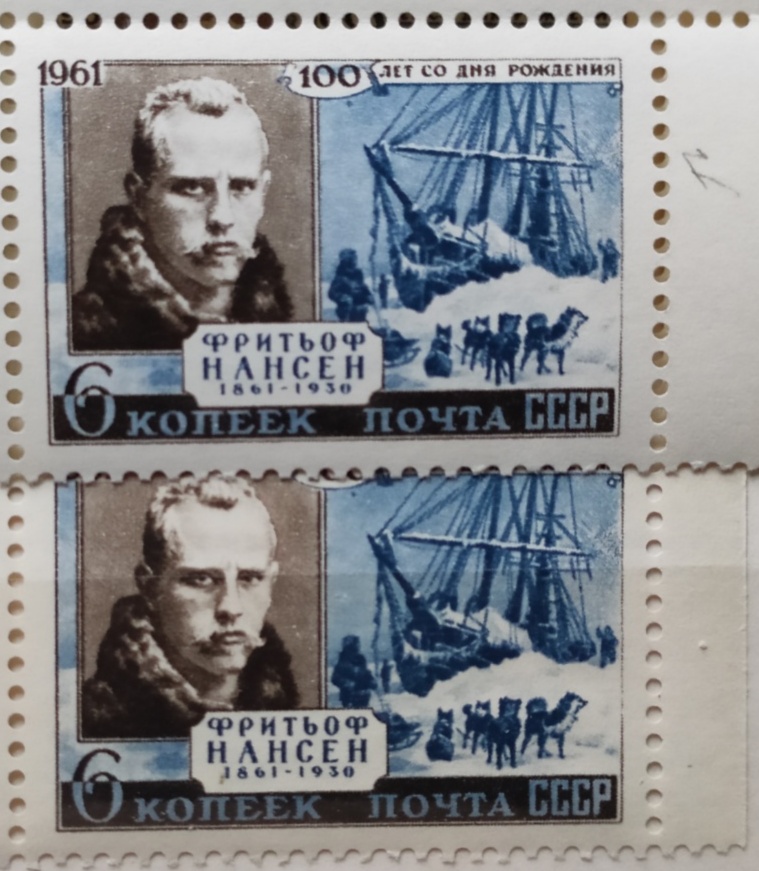 1961 100 ЛЕТ СО ДНЯ РОЖДЕНИЯ
ФРИТЬОФ
НАНСЕН
1861-1930
6 КОПЕЕК ПОЧТА СССР
ФРИТЬОФ
НАНСЕН
1861-1930
6 КОПЕЕК ПОЧТА СССР